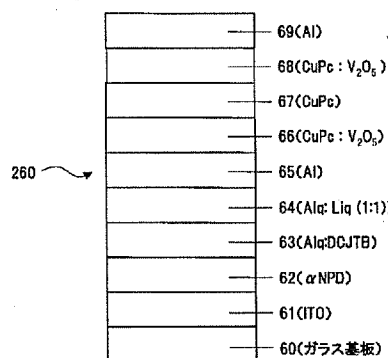 69(Al)
68(CuPc : V₂O₅)
67(CuPc)
66(CuPc : V₂O₅)
260
65(Al)
64(Alq: Liq (1:1))
63(Alq:DCJTB)
62(αNPD)
61(ITO)
60(ガラス基板)